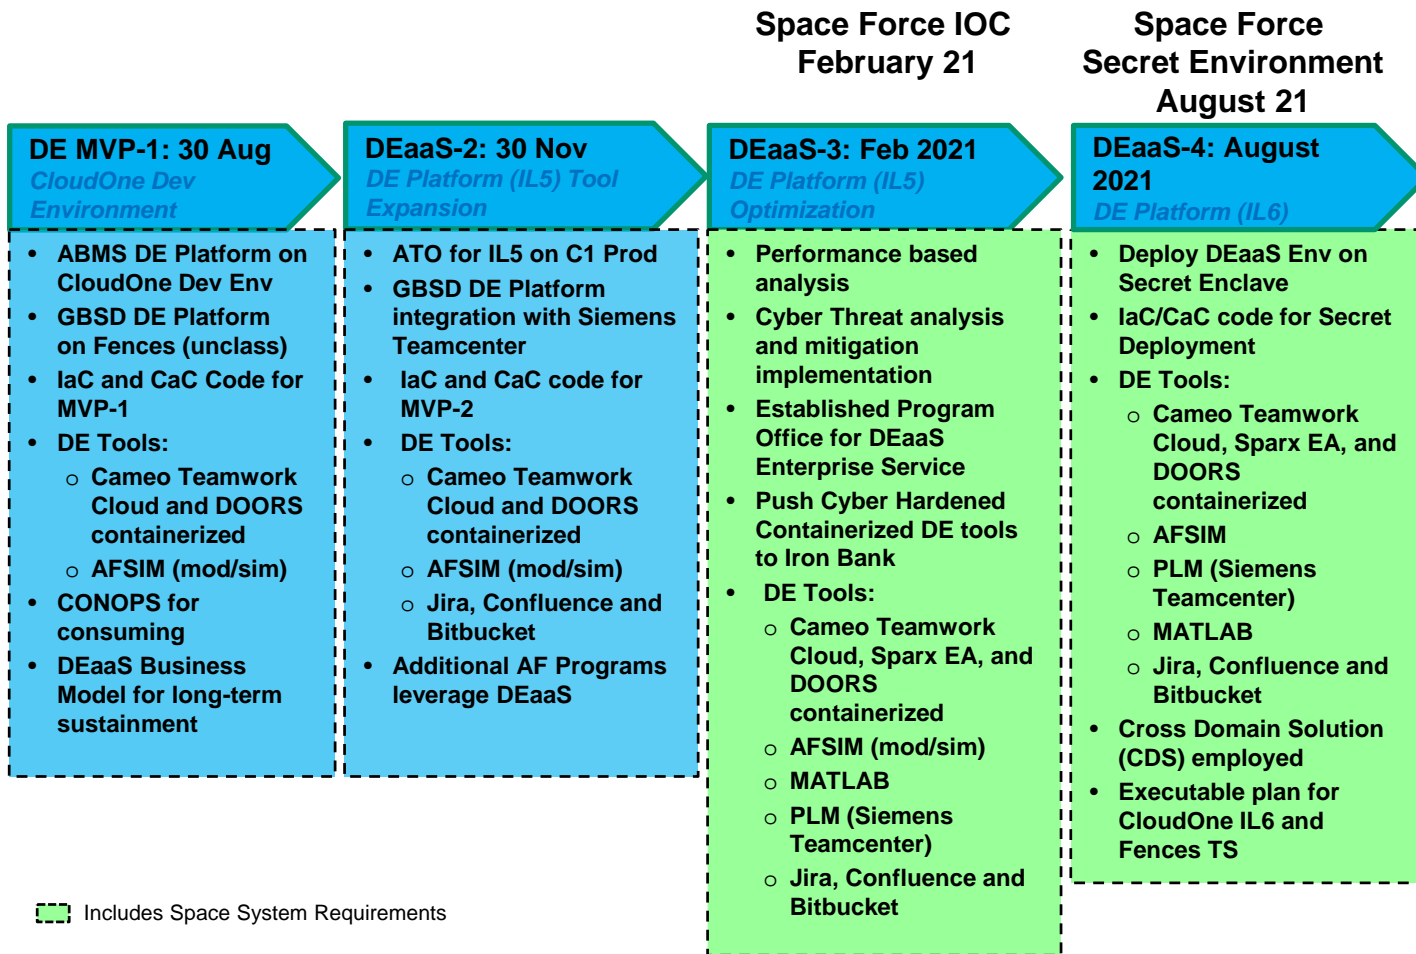 Space Force IOC
February 21
Space Force
Secret Environment
August 21
DE MVP-1: 30 Aug
CloudOne Dev
Environment
• ABMS DE Platform on
CloudOne Dev Env
• GBSD DE Platform
on Fences (unclass)
• IaC and CaC Code for
MVP-1
• DE Tools:
o Cameo Teamwork
Cloud and DOORS
containerized
o AFSIM (mod/sim)
• CONOPS for
consuming
• DEaaS Business
Model for long-term
sustainment
DEaaS-2: 30 Nov
DE Platform (IL5) Tool
Expansion
• ATO for IL5 on C1 Prod
• GBSD DE Platform
integration with Siemens
Teamcenter
• IaC and CaC code for
MVP-2
• DE Tools:
o Cameo Teamwork
Cloud and DOORS
containerized
o AFSIM (mod/sim)
o Jira, Confluence and
Bitbucket
• Additional AF Programs
leverage DEaaS
DEaaS-3: Feb 2021
DE Platform (IL5)
Optimization
• Performance based
analysis
• Cyber Threat analysis
and mitigation
implementation
• Established Program
Office for DEaaS
Enterprise Service
• Push Cyber Hardened
Containerized DE tools
to Iron Bank
• DE Tools:
o Cameo Teamwork
Cloud, Sparx EA, and
DOORS
containerized
o AFSIM (mod/sim)
o MATLAB
o PLM (Siemens
Teamcenter)
o Jira, Confluence and
Bitbucket
DEaaS-4: August
2021
DE Platform (IL6)
• Deploy DEaaS Env on
Secret Enclave
• IaC/CaC code for Secret
Deployment
• DE Tools:
o Cameo Teamwork
Cloud, Sparx EA, and
DOORS
containerized
o AFSIM
o PLM (Siemens
Teamcenter)
o MATLAB
o Jira, Confluence and
Bitbucket
• Cross Domain Solution
(CDS) employed
• Executable plan for
CloudOne IL6 and
Fences TS
Includes Space System Requirements